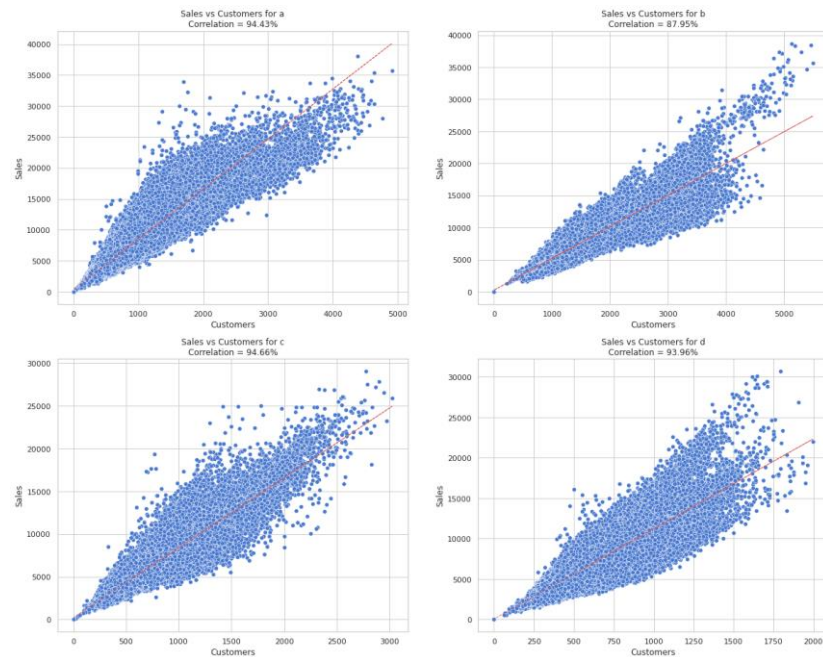 Sales vs Customers for a
Correlation = 94.43%
40000
35000
30000
25000
20000
15000
10000
5000
0
Sales
0 1000 2000 3000 4000 5000
Customers
Sales vs Customers for b
Correlation = 87.95%
40000
35000
30000
25000
20000
15000
10000
5000
0
Sales
0 1000 2000 3000 4000 5000
Customers
Sales vs Customers for c
Correlation = 94.66%
30000
25000
20000
15000
10000
5000
0
Sales
0 500 1000 1500 2000 2500 3000
Customers
Sales vs Customers for d
Correlation = 93.96%
30000
25000
20000
15000
10000
5000
0
Sales
0 250 500 750 1000 1250 1500 1750 2000
Customers